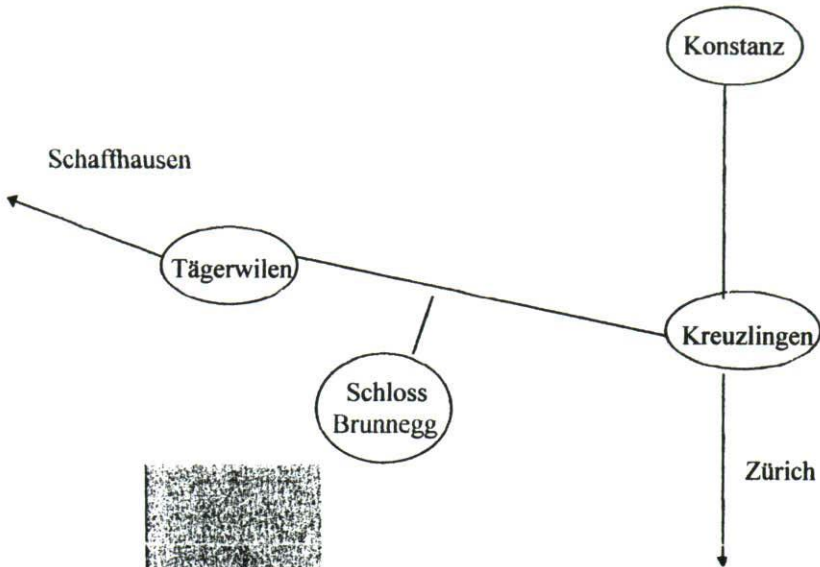 Konstanz
Schaffhausen
Tägerwilen
Kreuzlingen
Schloss
Brunnegg
Zürich